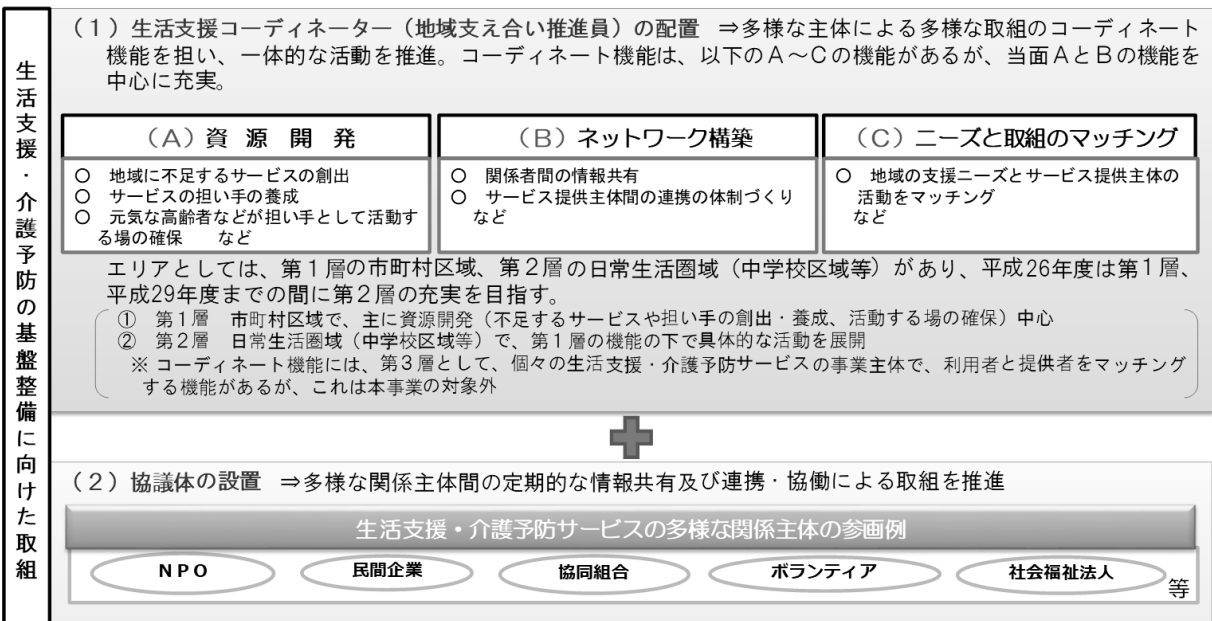 生活支援・介護予防の基盤整備に向けた取組
（１）生活支援コーディネーター（地域支え合い推進員）の配置　⇒多様な主体による多様な取組のコーディネート
機能を担い、一体的な活動を推進。コーディネート機能は、以下のＡ～Ｃの機能があるが、当面ＡとＢの機能を
中心に充実。
（Ａ）資　源　開　発
○　地域に不足するサービスの創出
○　サービスの担い手の養成
○　元気な高齢者などが担い手として活動す
る場の確保　　など
（Ｂ）ネットワーク構築
○　関係者間の情報共有
○　サービス提供主体間の連携の体制づくり
など
（Ｃ）ニーズと取組のマッチング
○　地域の支援ニーズとサービス提供主体の
活動をマッチング
など
エリアとしては、第１層の市町村区域、第２層の日常生活圏域（中学校区域等）があり、平成26年度は第１層、
平成29年度までの間に第２層の充実を目指す。
①　第１層　市町村区域で、主に資源開発（不足するサービスや担い手の創出・養成、活動する場の確保）中心
②　第２層　日常生活圏域（中学校区域等）で、第１層の機能の下で具体的な活動を展開
※ コーディネート機能には、第３層として、個々の生活支援・介護予防サービスの事業主体で、利用者と提供者をマッチング
する機能があるが、これは本事業の対象外
（２）協議体の設置　⇒多様な関係主体間の定期的な情報共有及び連携・協働による取組を推進
生活支援・介護予防サービスの多様な関係主体の参画例
ＮＰＯ
民間企業
協同組合
ボランティア
社会福祉法人
等